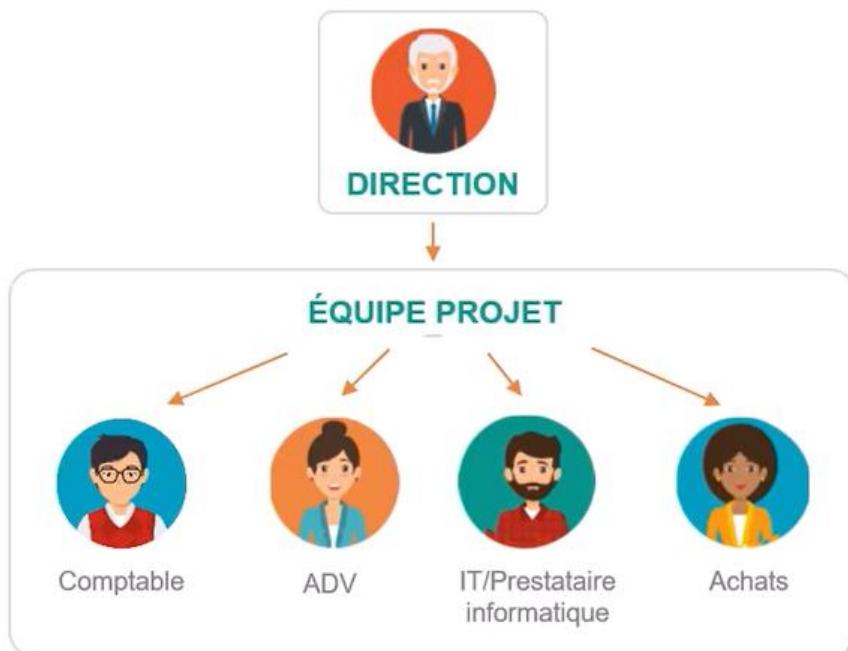 DIRECTION
ÉQUIPE PROJET
Comptable
ADV
IT/Prestataire
informatique
Achats